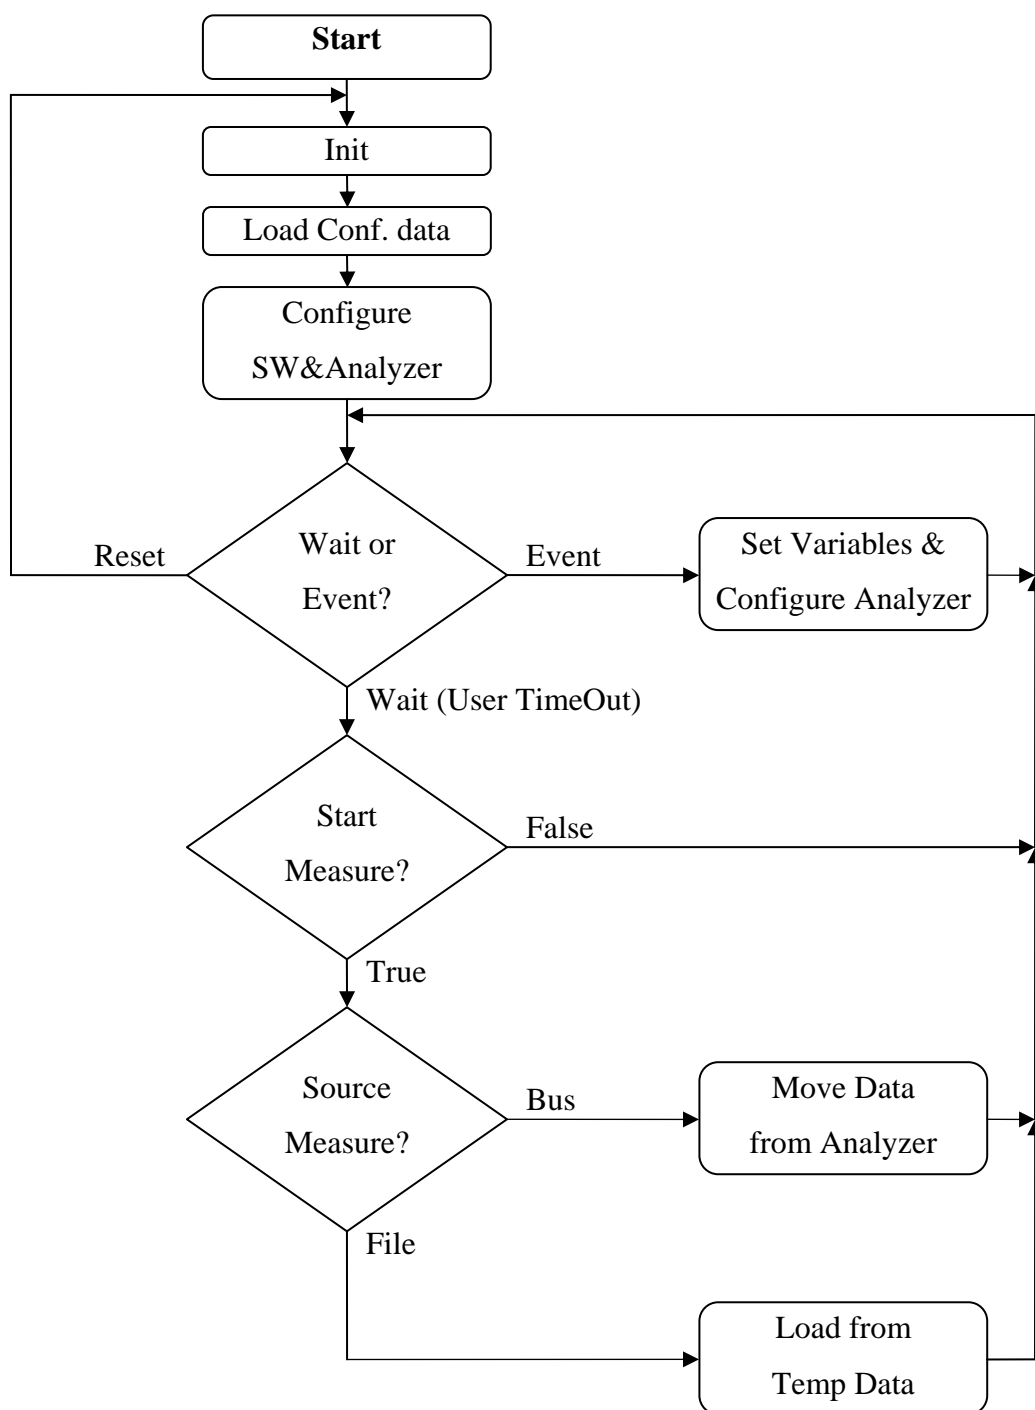 Start
Init
Load Conf. data
Configure
SW&Analyzer
Reset
Wait or
Event?
Event
Set Variables &
Configure Analyzer
Wait (User TimeOut)
Start
Measure?
False
True
Source
Measure?
Bus
Move Data
from Analyzer
File
Load from
Temp Data